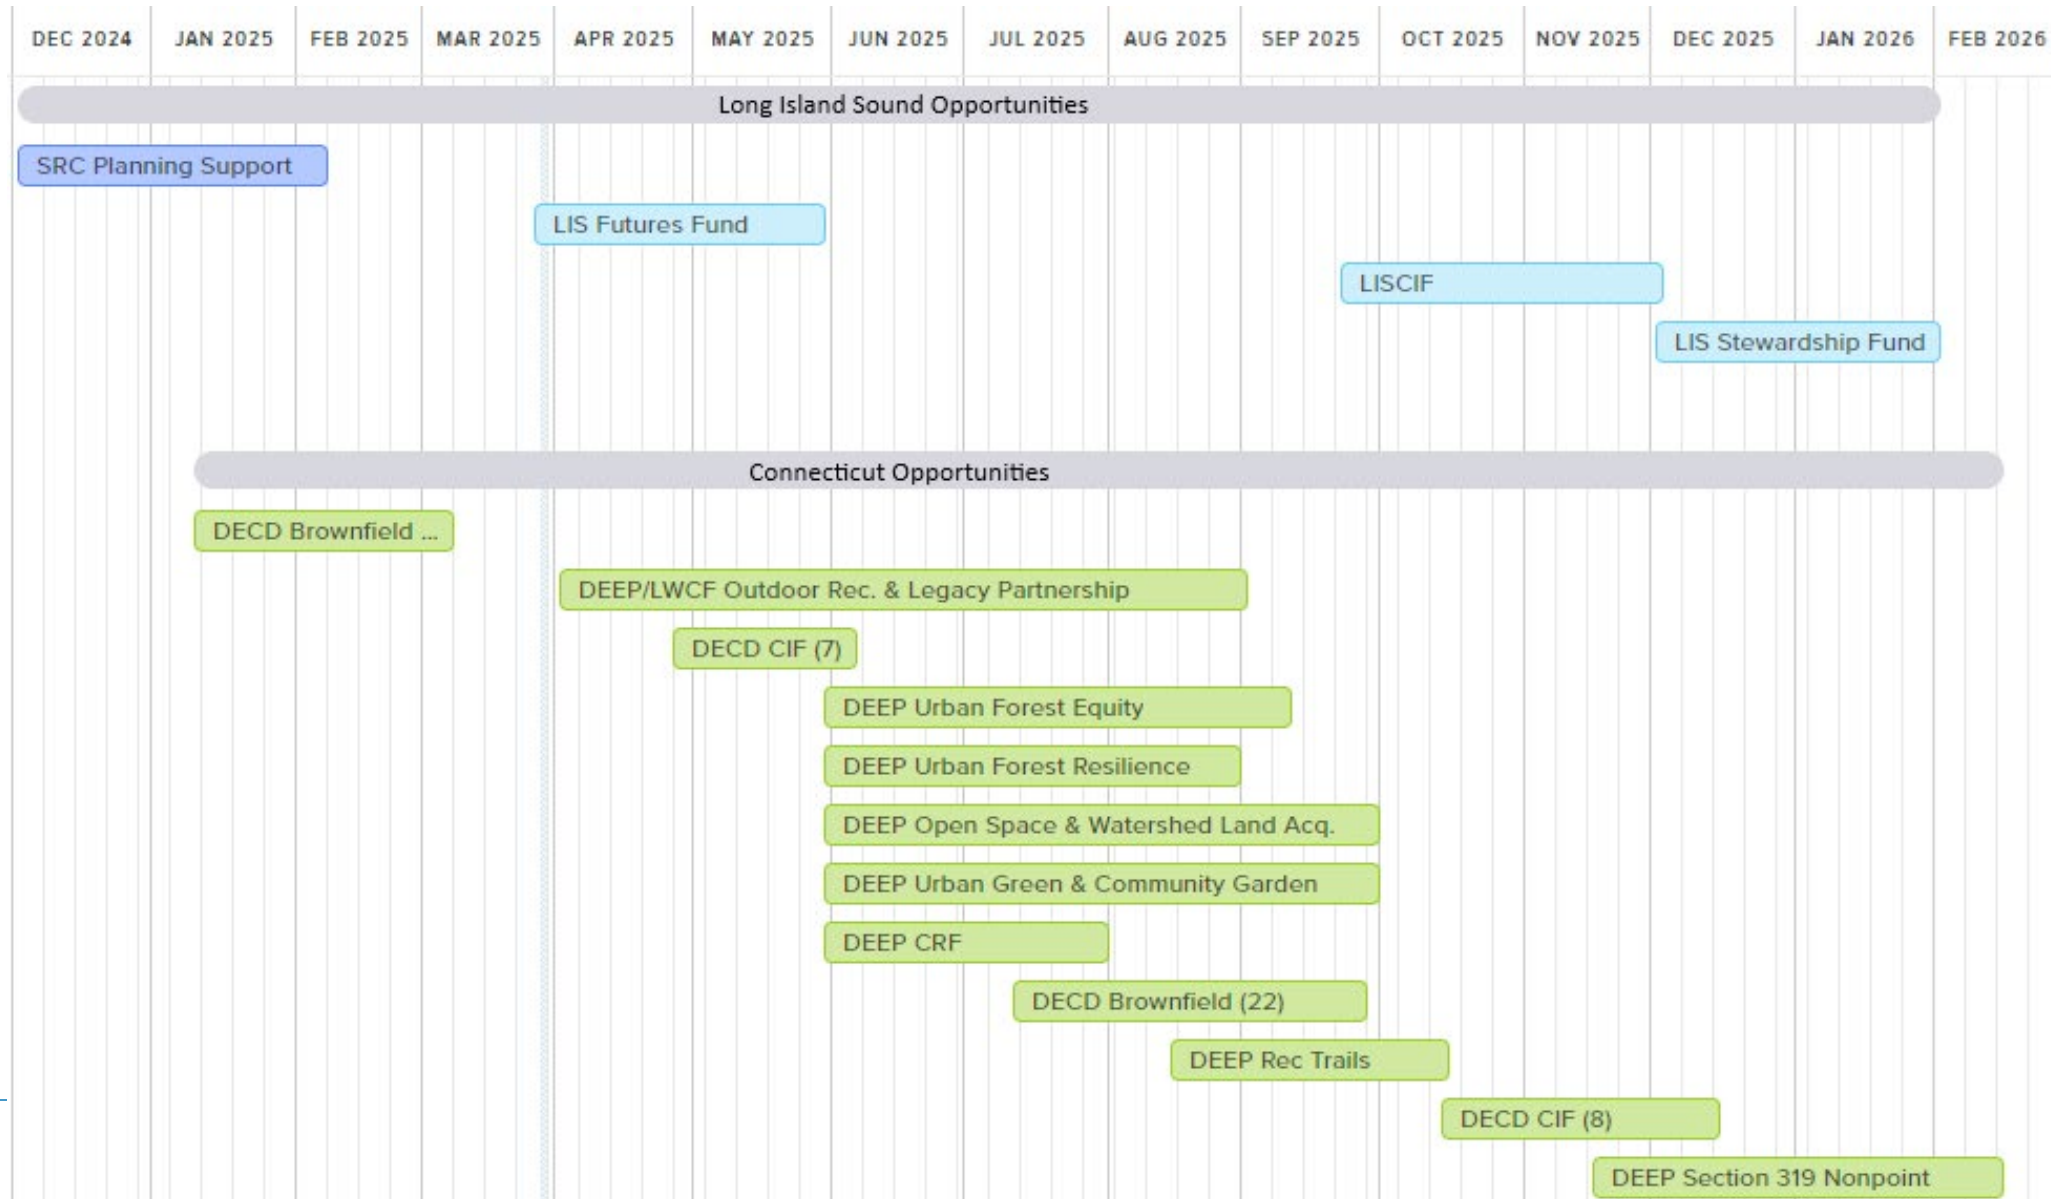 DEC 2024 JAN 2025 FEB 2025 MAR 2025 APR 2025 MAY 2025 JUN 2025 JUL 2025 AUG 2025 SEP 2025 OCT 2025 NOV 2025 DEC 2025 JAN 2026 FEB 2026
Long Island Sound Opportunities
SRC Planning Support
LIS Futures Fund
LISCIF
LIS Stewardship Fund
Connecticut Opportunities
DECD Brownfield ...
DEEP/LWCF Outdoor Rec. & Legacy Partnership
DECD CIF (7)
DEEP Urban Forest Equity
DEEP Urban Forest Resilience
DEEP Open Space & Watershed Land Acq.
DEEP Urban Green & Community Garden
DEEP CRF
DECD Brownfield (22)
DEEP Rec Trails
DECD CIF (8)
DEEP Section 319 Nonpoint